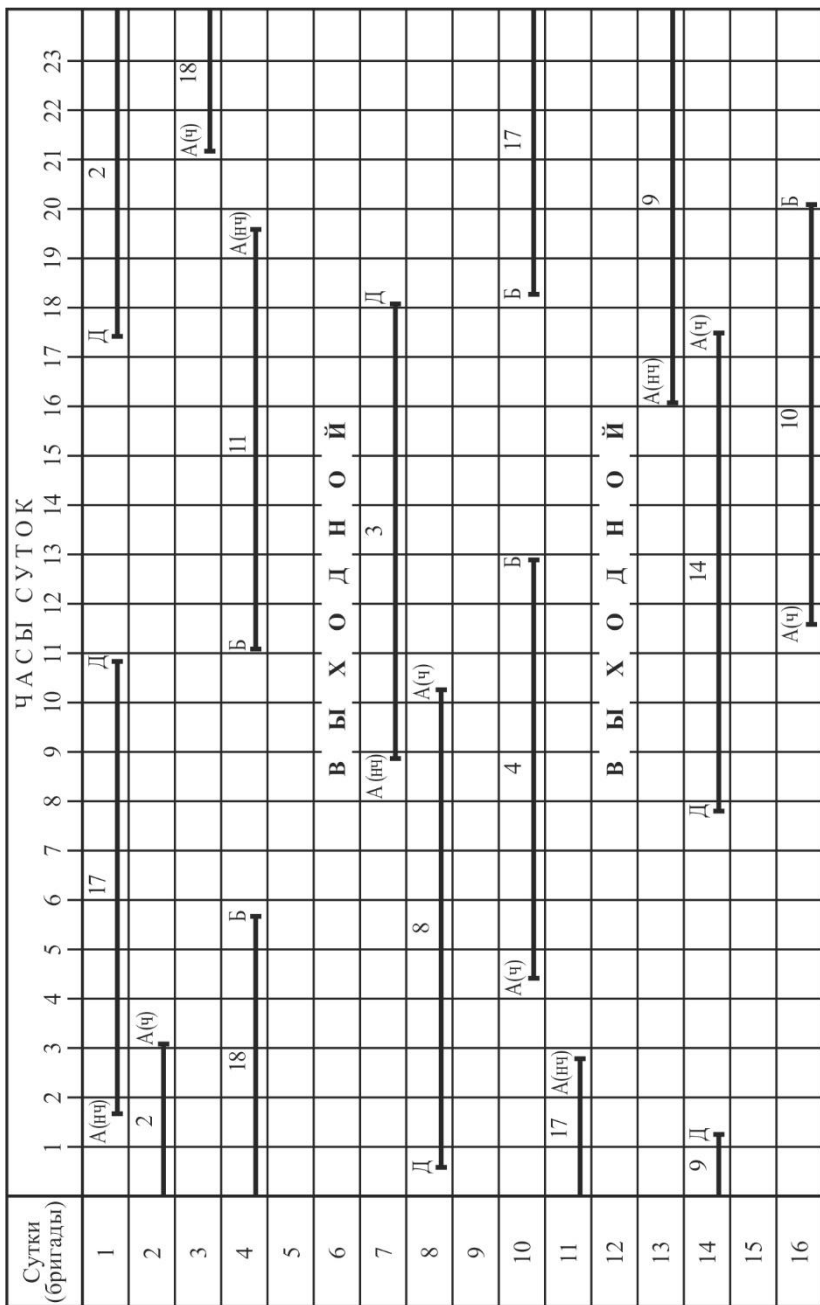 Сутки (бригады)
ЧАСЫ СУТОК
1 2 3 4 5 6 7 8 9 10 11 12 13 14 15 16 17 18 19 20 21 22 23
1 А(нч) 17 Д Д 2
2 2 А(ч)
3 А(ч) 18
4 18 Б Б 11 А(нч)
5
6 ВЫХОДНОЙ
7 А(нч) 3 Д
8 Д 8 А(ч)
9
10 А(ч) 4 Б Б 17
11 17 А(нч)
12 ВЫХОДНОЙ
13 А(нч) 9
14 9 Д Д 14 А(ч)
15
16 А(ч) 10 Б